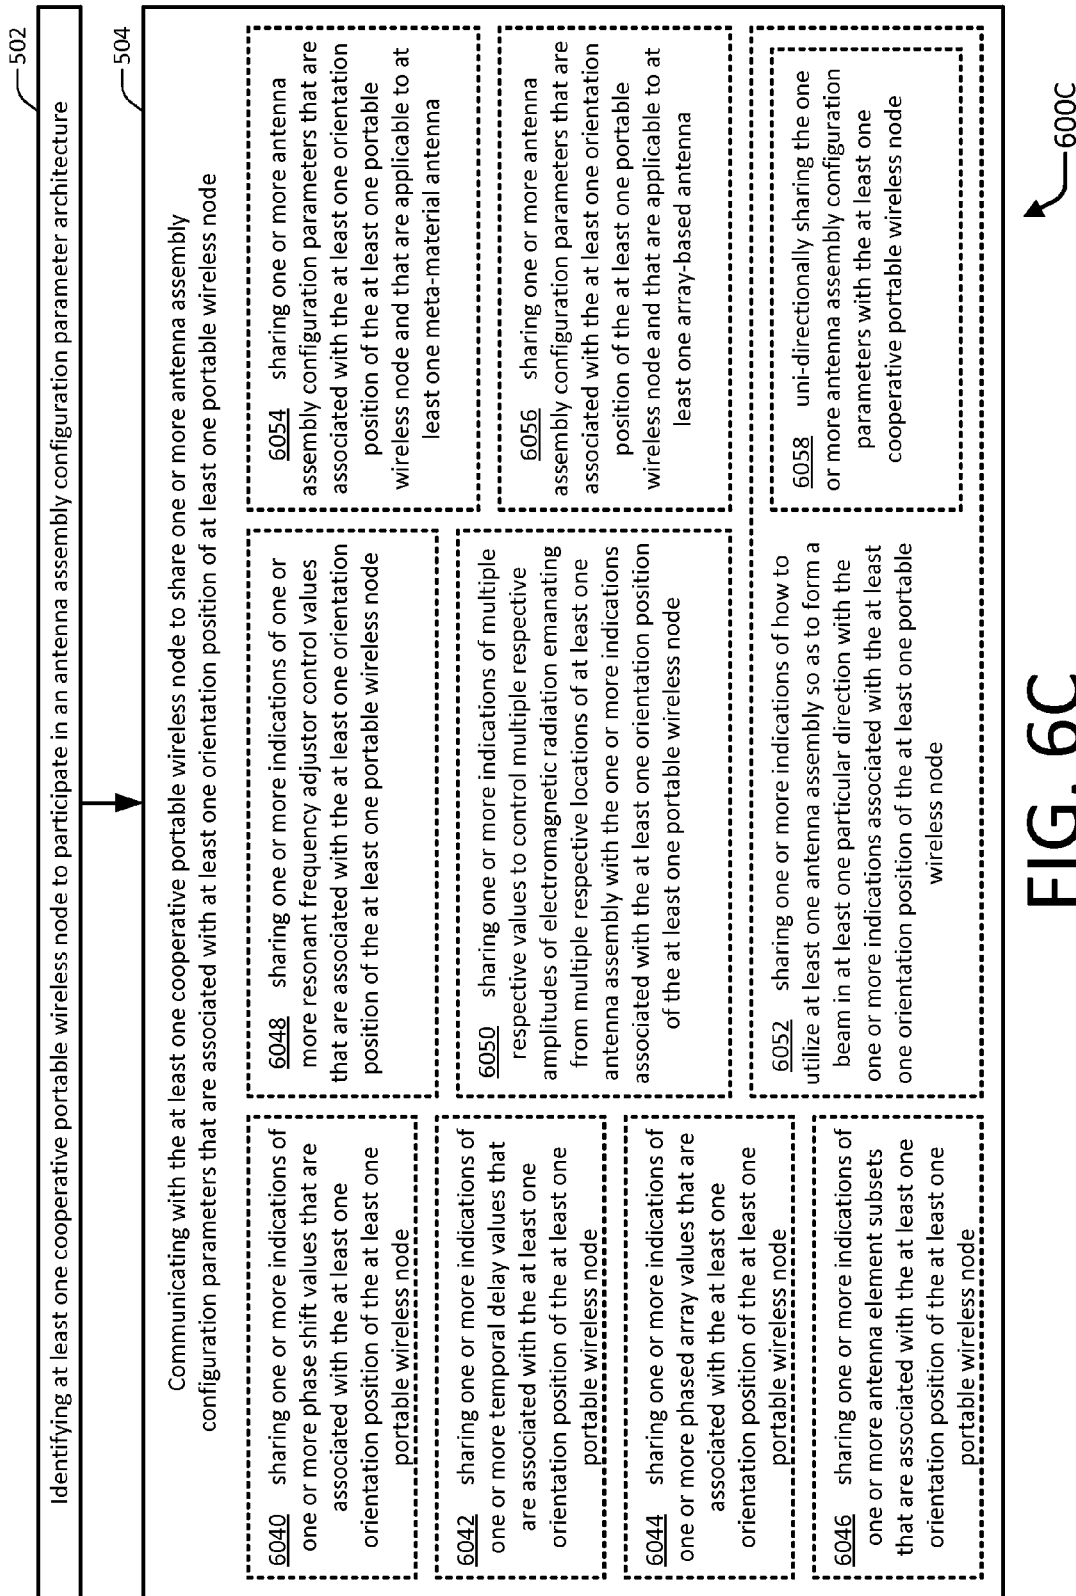 502
Identifying at least one cooperative portable wireless node to participate in an antenna assembly configuration parameter architecture
504
Communicating with the at least one cooperative portable wireless node to share one or more antenna assembly
configuration parameters that are associated with at least one orientation position of at least one portable wireless node
6040 sharing one or more indications of
one or more phase shift values that are
associated with the at least one
orientation position of the at least one
portable wireless node
6042 sharing one or more indications of
one or more temporal delay values that
are associated with the at least one
orientation position of the at least one
portable wireless node
6044 sharing one or more indications of
one or more phased array values that are
associated with the at least one
orientation position of the at least one
portable wireless node
6046 sharing one or more indications of
one or more antenna element subsets
that are associated with the at least one
orientation position of the at least one
portable wireless node
6048 sharing one or more indications of one or
more resonant frequency adjustor control values
that are associated with the at least one orientation
position of the at least one portable wireless node
6050 sharing one or more indications of multiple
respective values to control multiple respective
amplitudes of electromagnetic radiation emanating
from multiple respective locations of at least one
antenna assembly with the one or more indications
associated with the at least one orientation position
of the at least one portable wireless node
6052 sharing one or more indications of how to
utilize at least one antenna assembly so as to form a
beam in at least one particular direction with the
one or more indications associated with the at least
one orientation position of the at least one portable
wireless node
6054 sharing one or more antenna
assembly configuration parameters that are
associated with the at least one orientation
position of the at least one portable
wireless node and that are applicable to at
least one meta-material antenna
6056 sharing one or more antenna
assembly configuration parameters that are
associated with the at least one orientation
position of the at least one portable
wireless node and that are applicable to at
least one array-based antenna
6058 uni-directionally sharing the one
or more antenna assembly configuration
parameters with the at least one
cooperative portable wireless node
600C
FIG. 6C